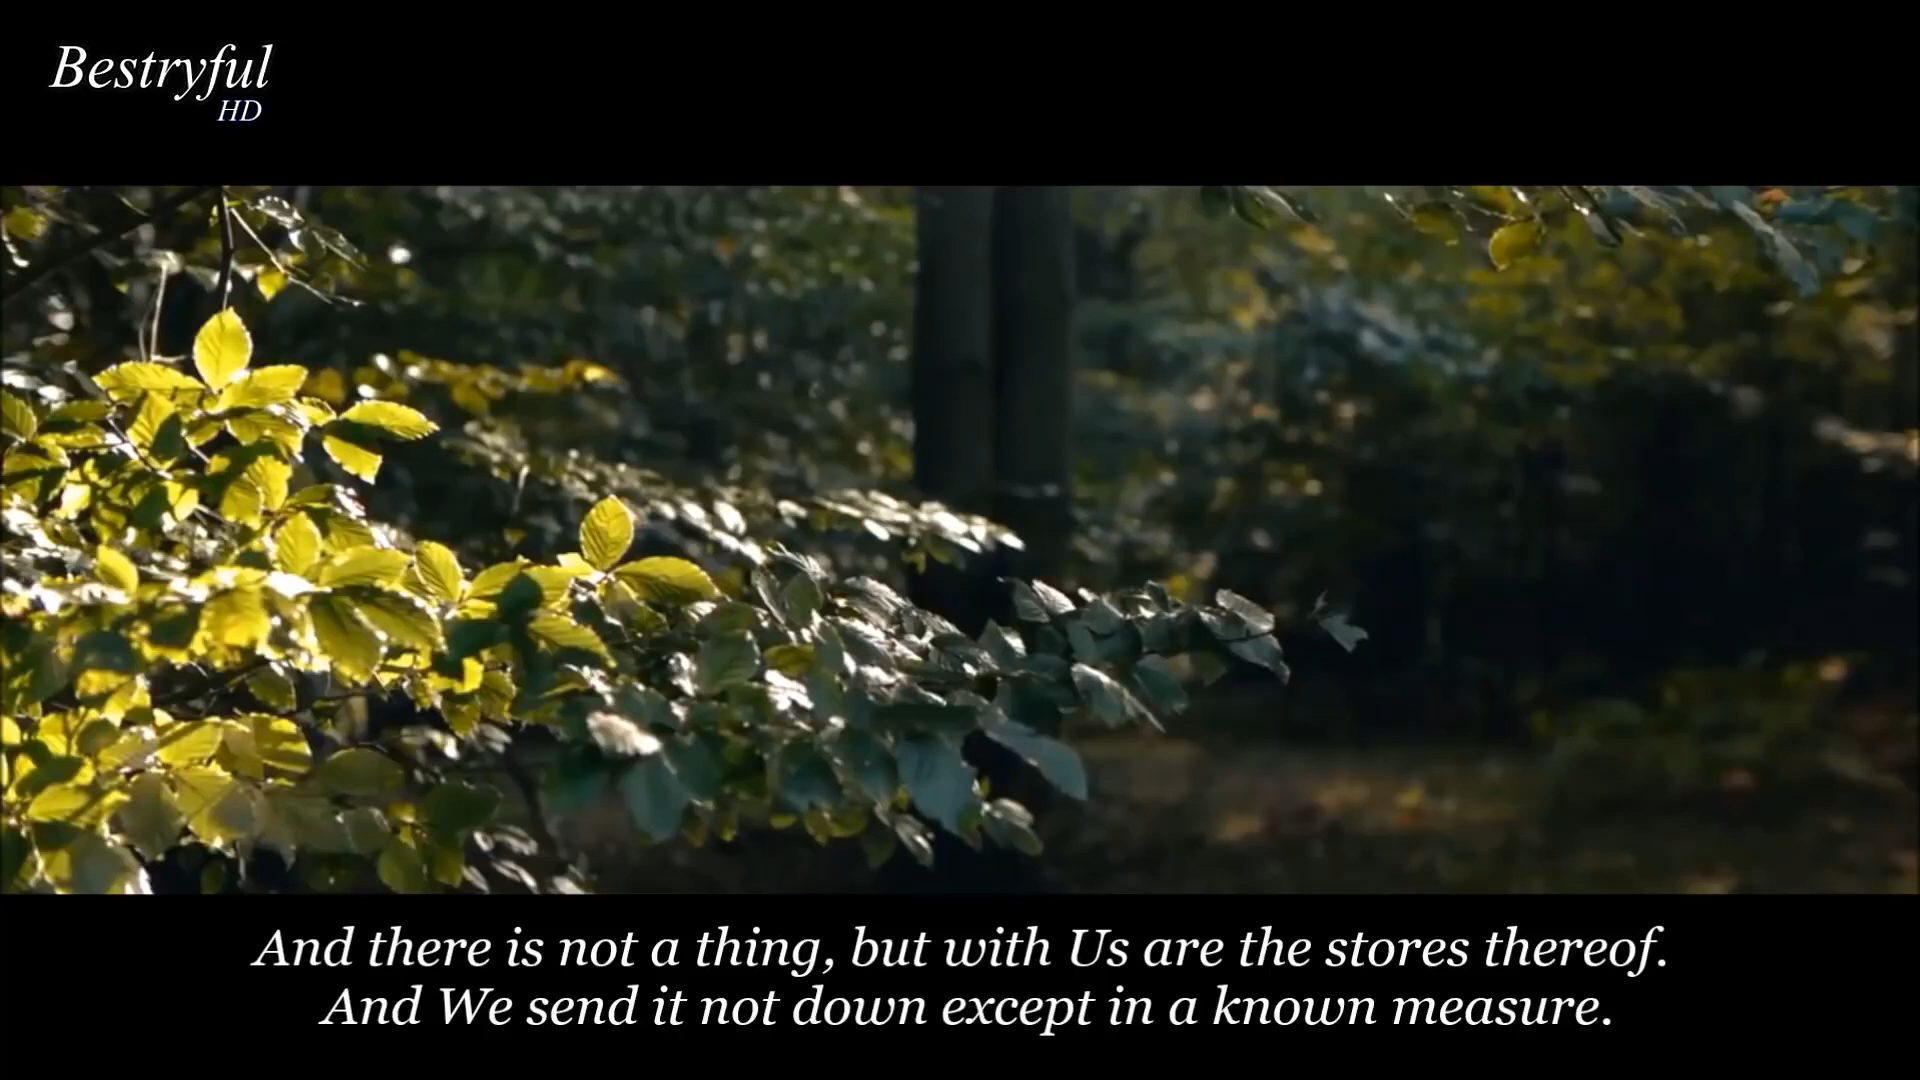 Bestryful
HD
And there is not a thing, but with Us are the stores thereof.
And We send it not down except in a known measure.